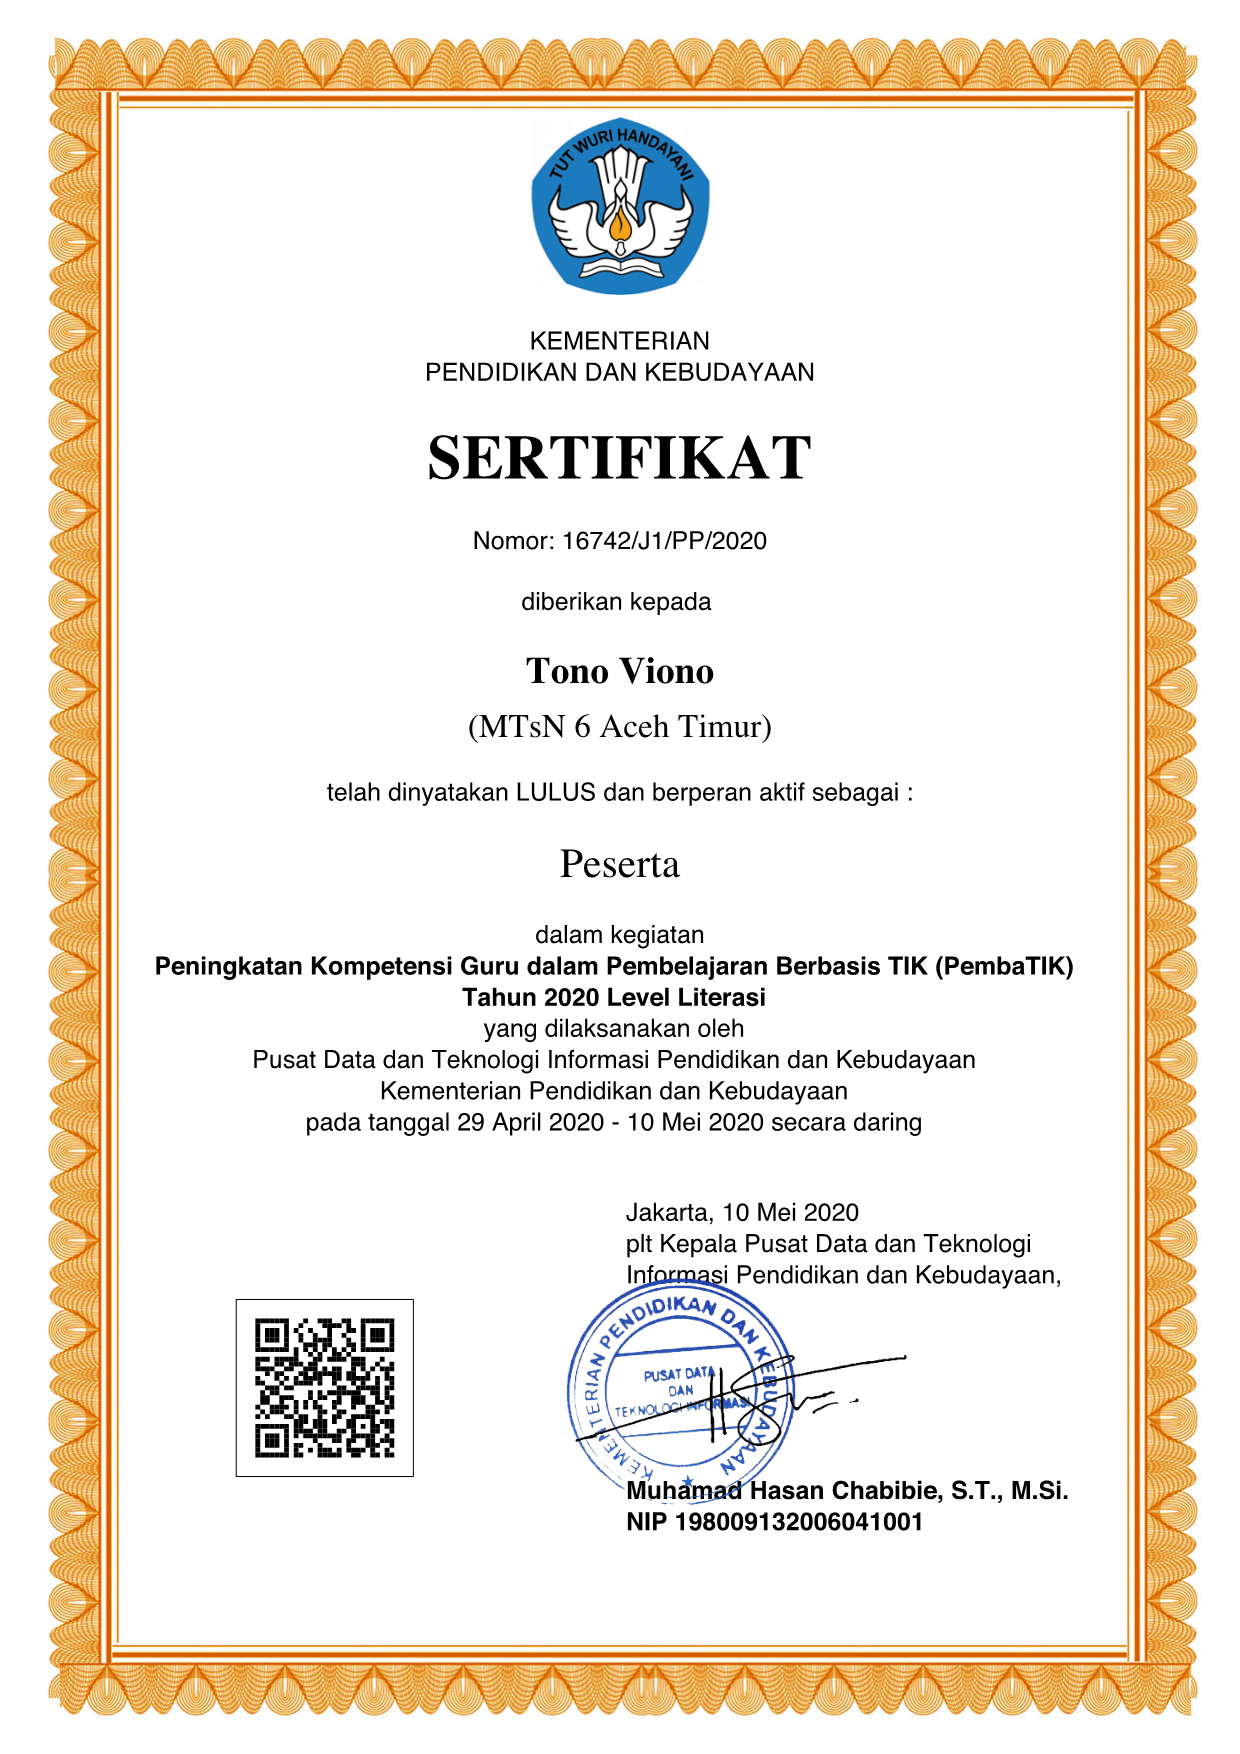 TUT WURI HANDAYANI
KEMENTERIAN
PENDIDIKAN DAN KEBUDAYAAN
SERTIFIKAT
Nomor: 16742/J1/PP/2020
diberikan kepada
Tono Viono
(MTsN 6 Aceh Timur)
telah dinyatakan LULUS dan berperan aktif sebagai :
Peserta
dalam kegiatan
Peningkatan Kompetensi Guru dalam Pembelajaran Berbasis TIK (PembaTIK)
Tahun 2020 Level Literasi
yang dilaksanakan oleh
Pusat Data dan Teknologi Informasi Pendidikan dan Kebudayaan
Kementerian Pendidikan dan Kebudayaan
pada tanggal 29 April 2020 - 10 Mei 2020 secara daring
Jakarta, 10 Mei 2020
plt Kepala Pusat Data dan Teknologi
Informasi Pendidikan dan Kebudayaan,
KEMENTERIAN PENDIDIKAN DAN KEBUDAYAAN
PUSAT DATA
DAN
TEKNOLOGI INFORMASI
Muhamad Hasan Chabibie, S.T., M.Si.
NIP 198009132006041001